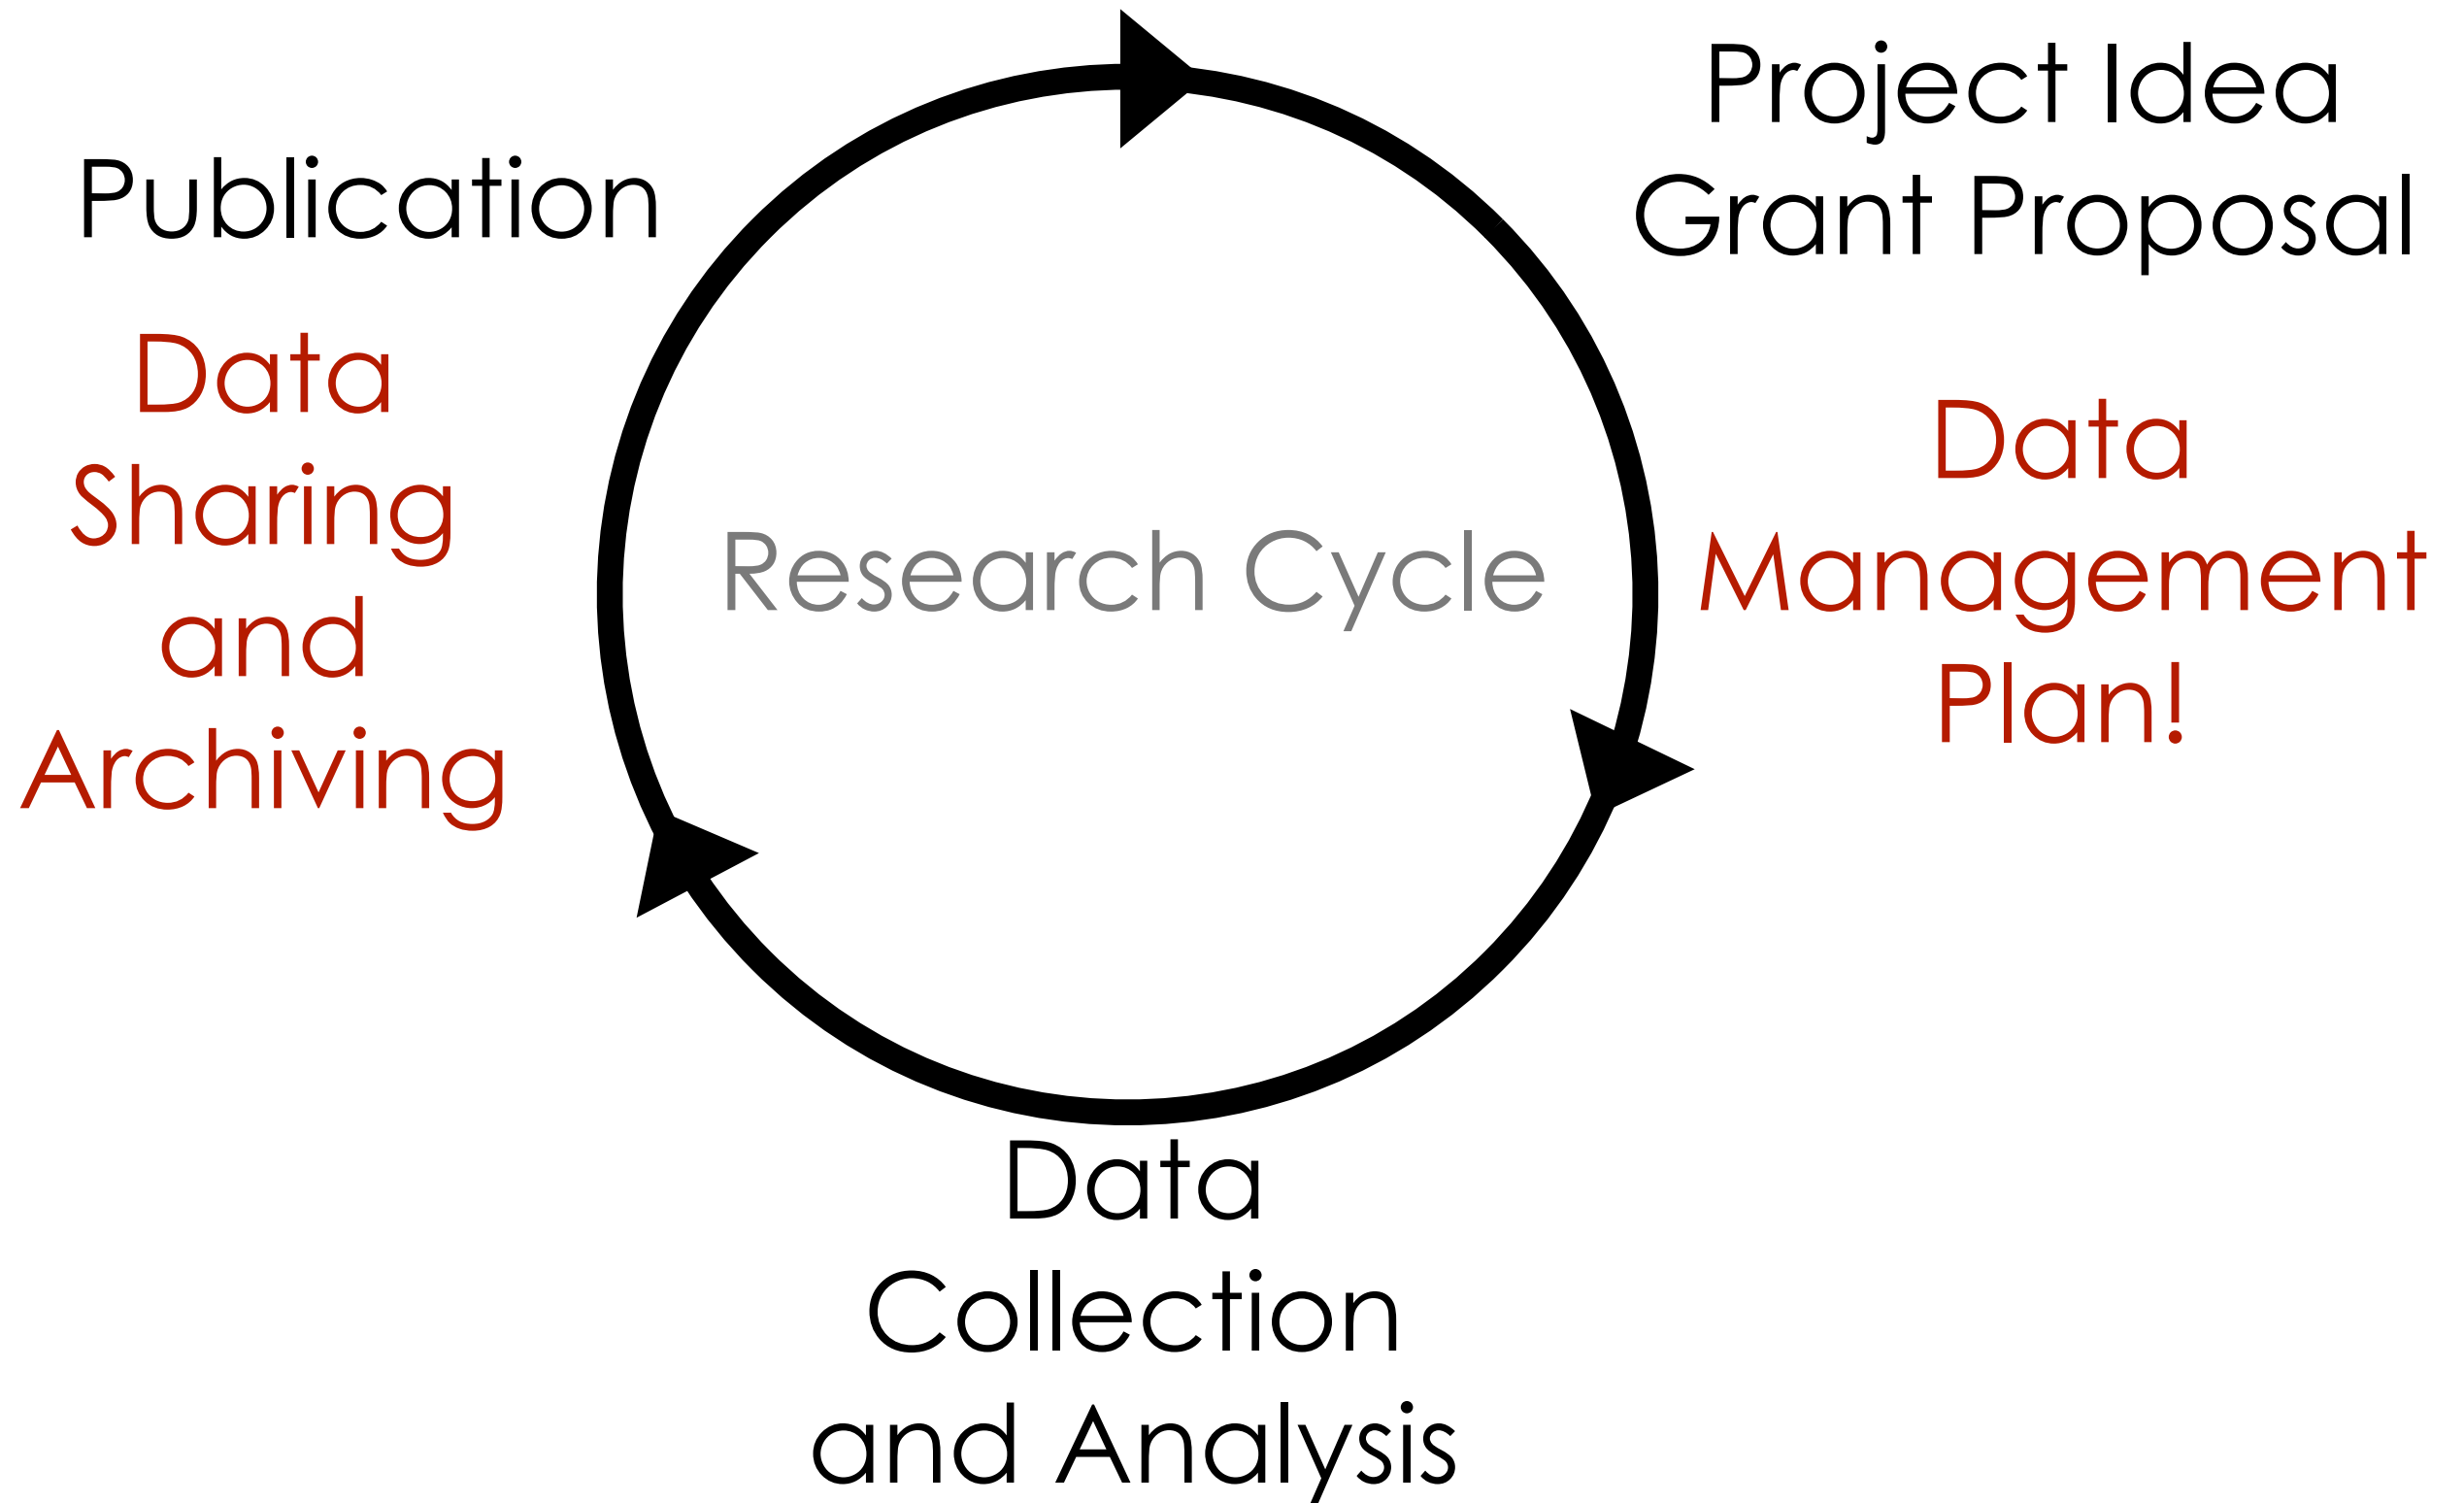 Project Idea
Grant Proposal
Data
Management
Plan!
Data
Collection
and Analysis
Publication
Data
Sharing
and
Archiving
Research Cycle